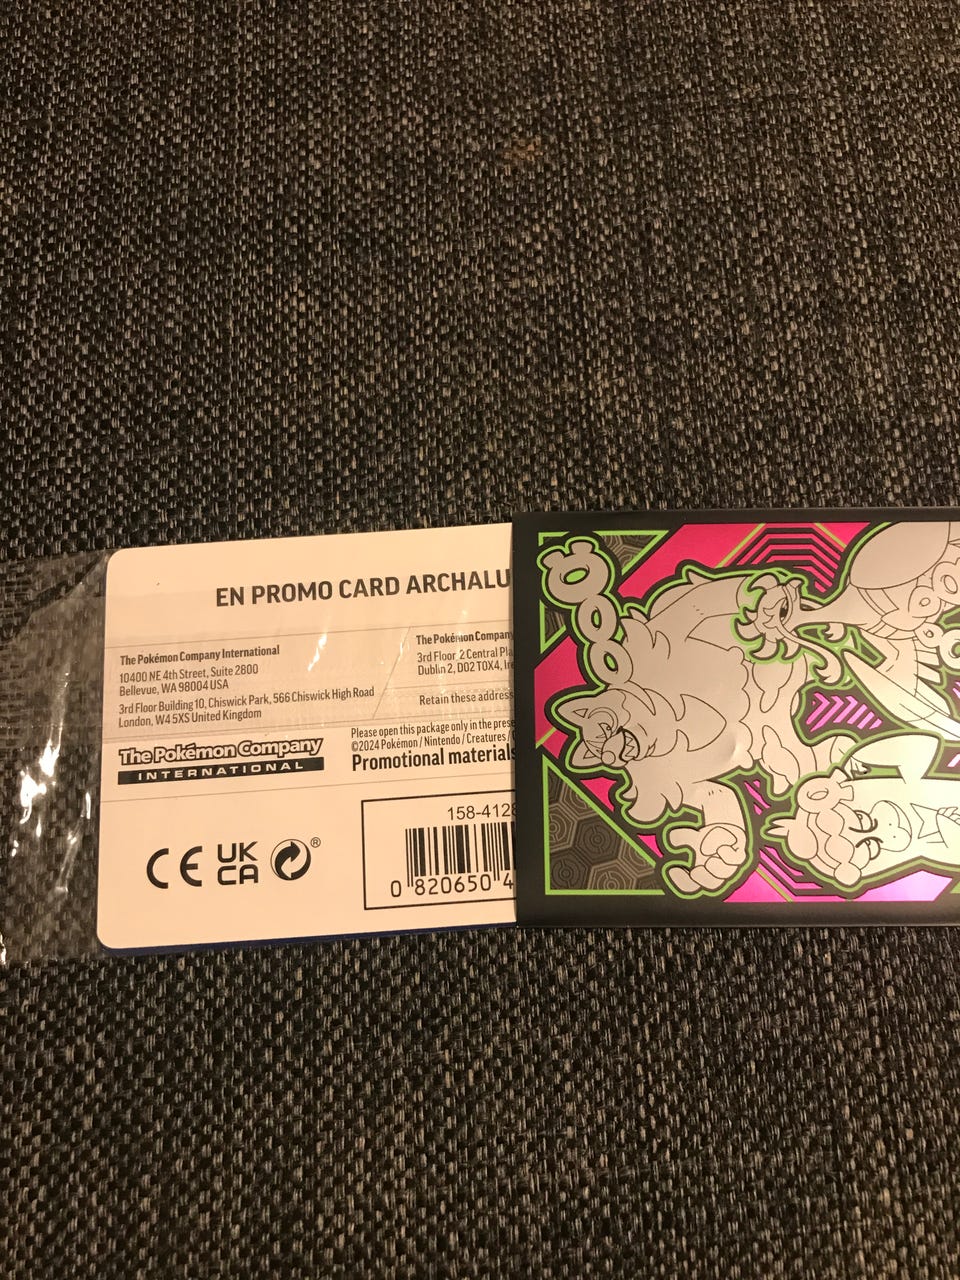 EN PROMO CARD ARCHALU
The Pokémon Company International
10400 NE 4th Street, Suite 2800
Bellevue, WA 98004 USA
3rd Floor Building 10, Chiswick Park, 566 Chiswick High Road
London, W4 5XS United Kingdom
The Pokémon Company
3rd Floor 2 Central Pla
Dublin 2, D02 T0X4, Ire
Retain these address
The Pokémon Company
INTERNATIONAL
Please open this package only in the prese
©2024 Pokémon / Nintendo / Creatures /
Promotional materials
CE
UK
CA
®
158-4128
0 820650 4